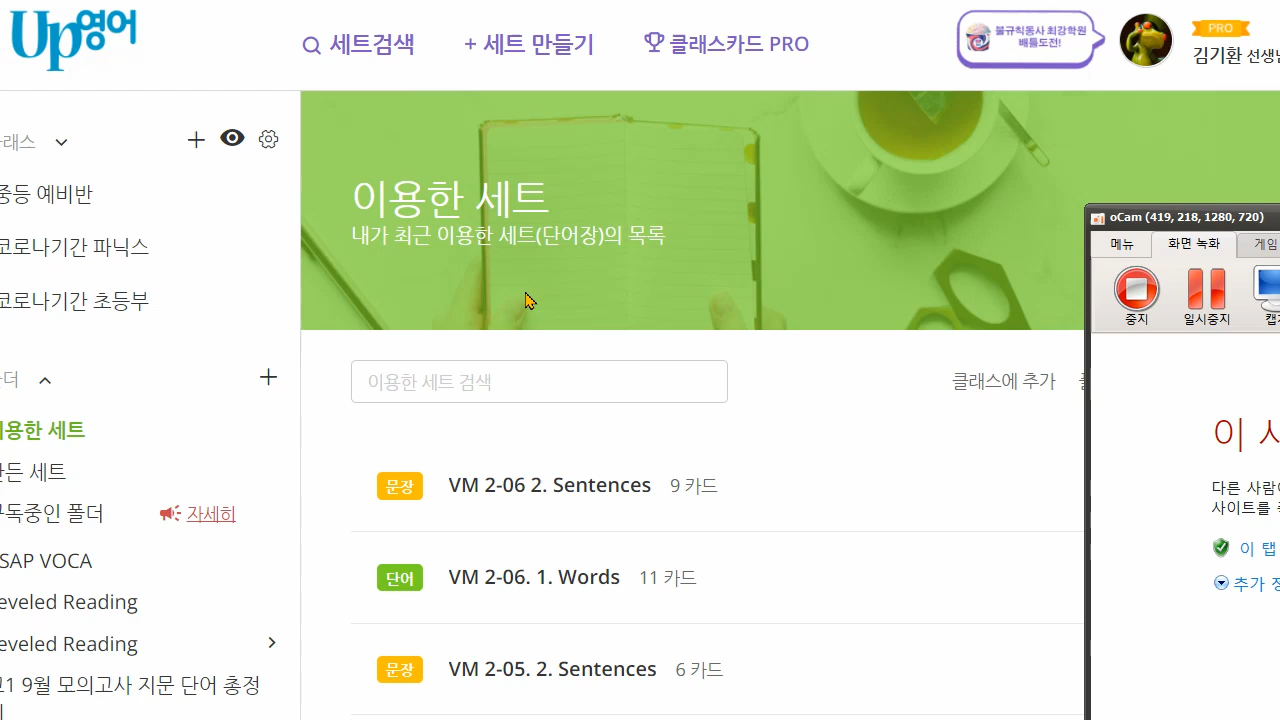 Up영어
세트검색
+ 세트 만들기
클래스카드 PRO
불규칙동사 최강학원
배틀도전!
PRO
김기환 선생님
래스
중등 예비반
코로나기간 파닉스
코로나기간 초등부
더
이용한 세트
든 세트
독중인 폴더
자세히
SAP VOCA
eveled Reading
eveled Reading
1 9월 모의고사 지문 단어 총정
이용한 세트
내가 최근 이용한 세트(단어장)의 목록
이용한 세트 검색
클래스에 추가
문장 VM 2-06 2. Sentences 9 카드
단어 VM 2-06. 1. Words 11 카드
문장 VM 2-05. 2. Sentences 6 카드
oCam (419, 218, 1280, 720)
메뉴
화면 녹화
게임
중지
일시중지
캡
이 사
다른 사람
사이트를
이 탭
추가 정